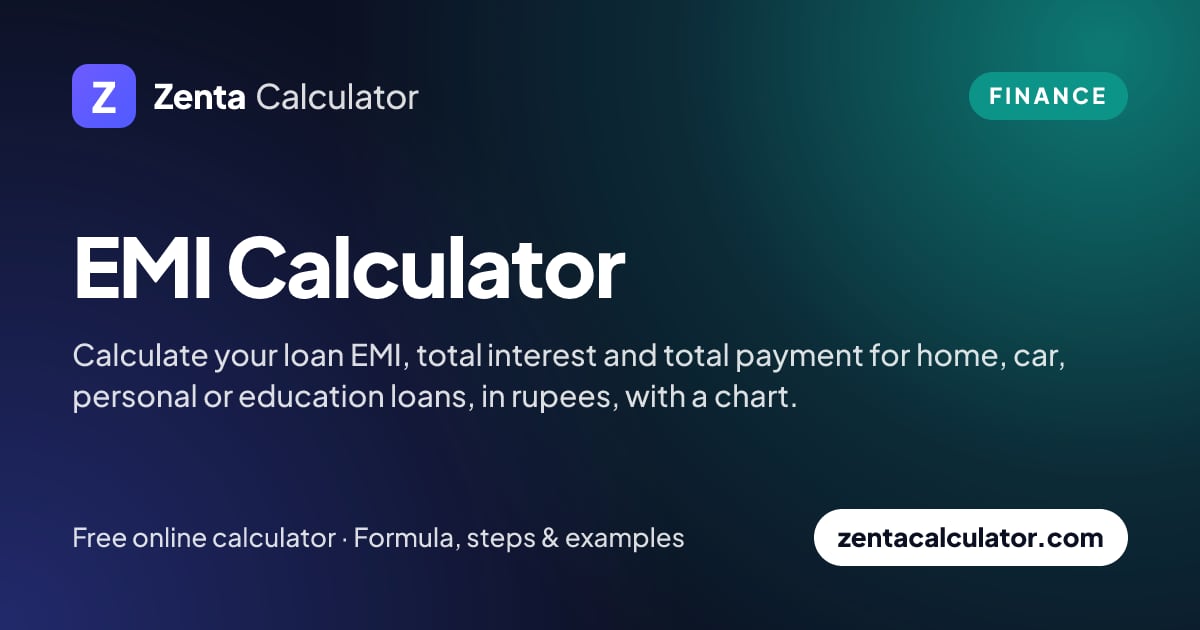 Z
Zenta Calculator
FINANCE
EMI Calculator
Calculate your loan EMI, total interest and total payment for home, car,
personal or education loans, in rupees, with a chart.
Free online calculator · Formula, steps & examples
zentacalculator.com